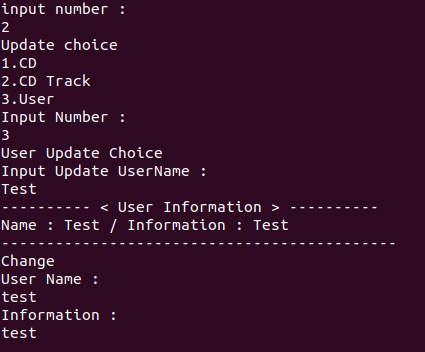 input number :
2
Update choice
1.CD
2.CD Track
3.User
Input Number :
3
User Update Choice
Input Update UserName :
Test
---------- < User Information > ----------
Name : Test / Information : Test
--------------------------------------------
Change
User Name :
test
Information :
test